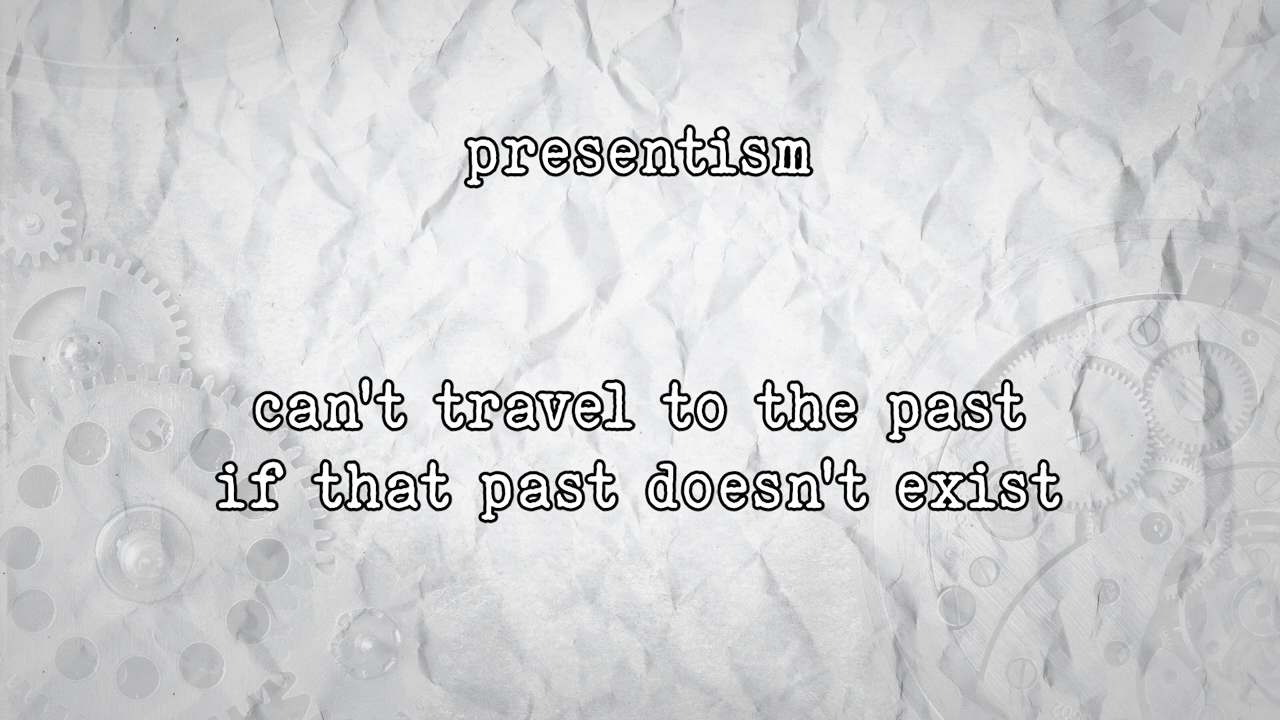 presentism
can't travel to the past
if that past doesn't exist